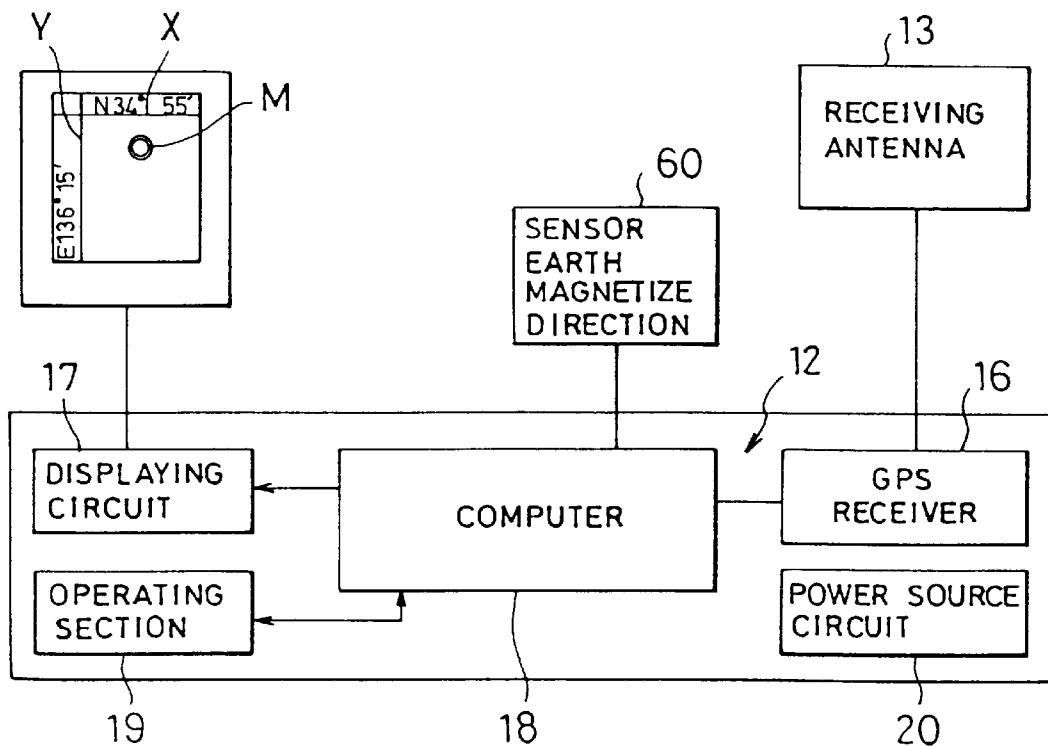 Y
X
13
N34° 55'
M
E136° 15'
RECEIVING
ANTENNA
60
SENSOR
EARTH
MAGNETIZE
DIRECTION
17
12
16
DISPLAYING
CIRCUIT
COMPUTER
GPS
RECEIVER
OPERATING
SECTION
POWER SOURCE
CIRCUIT
19
18
20